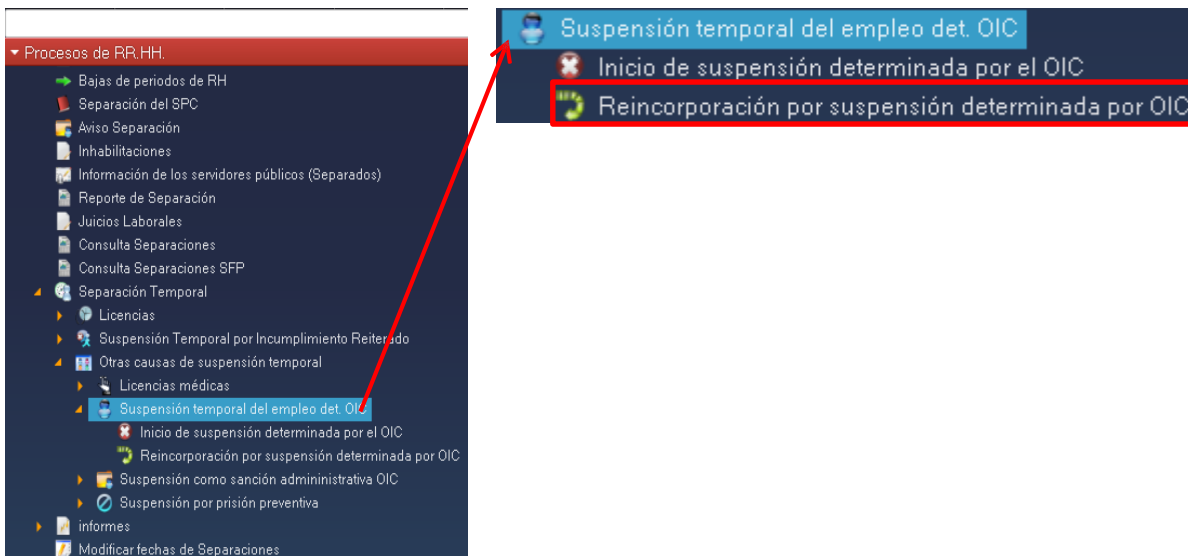 Procesos de RR.HH.
Bajas de periodos de RH
Separación del SPC
Aviso Separación
Inhabilitaciones
Información de los servidores públicos (Separados)
Reporte de Separación
Juicios Laborales
Consulta Separaciones
Consulta Separaciones SFP
Separación Temporal
Licencias
Suspensión Temporal por Incumplimiento Reiterado
Otras causas de suspensión temporal
Licencias médicas
Suspensión temporal del empleo det. OIC
Inicio de suspensión determinada por el OIC
Reincorporación por suspensión determinada por OIC
Suspensión como sanción admininistrativa OIC
Suspensión por prisión preventiva
informes
Modificar fechas de Separaciones
Suspensión temporal del empleo det. OIC
Inicio de suspensión determinada por el OIC
Reincorporación por suspensión determinada por OIC